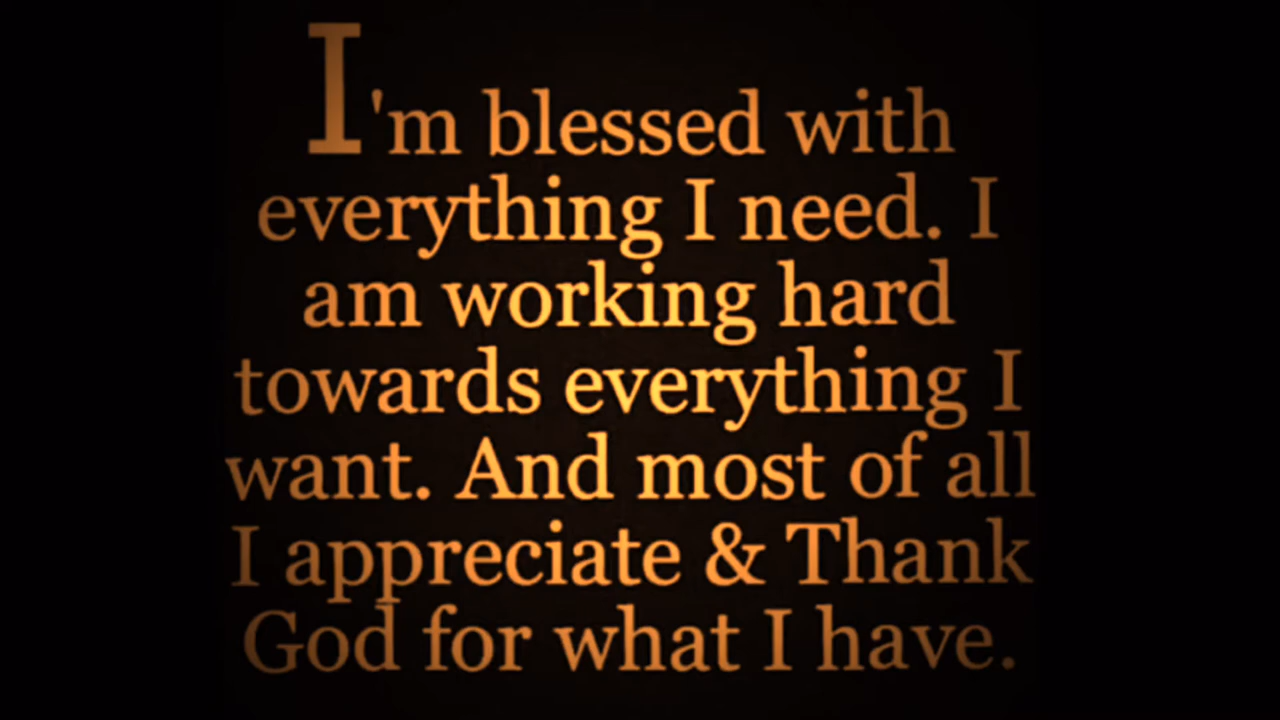 I'm blessed with
everything I need. I
am working hard
towards everything I
want. And most of all
I appreciate & Thank
God for what I have.